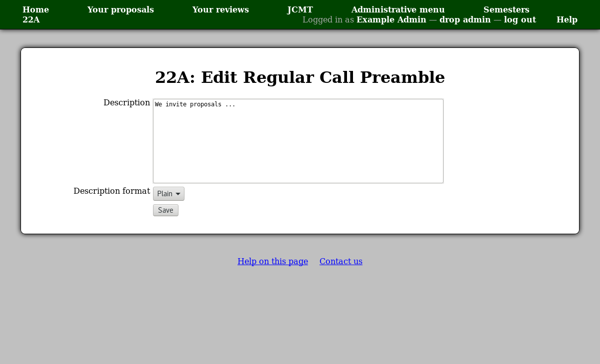 Home Your proposals Your reviews JCMT Administrative menu Semesters
22A Logged in as Example Admin — drop admin — log out Help
22A: Edit Regular Call Preamble
Description We invite proposals ...
Description format Plain
Save
Help on this page Contact us